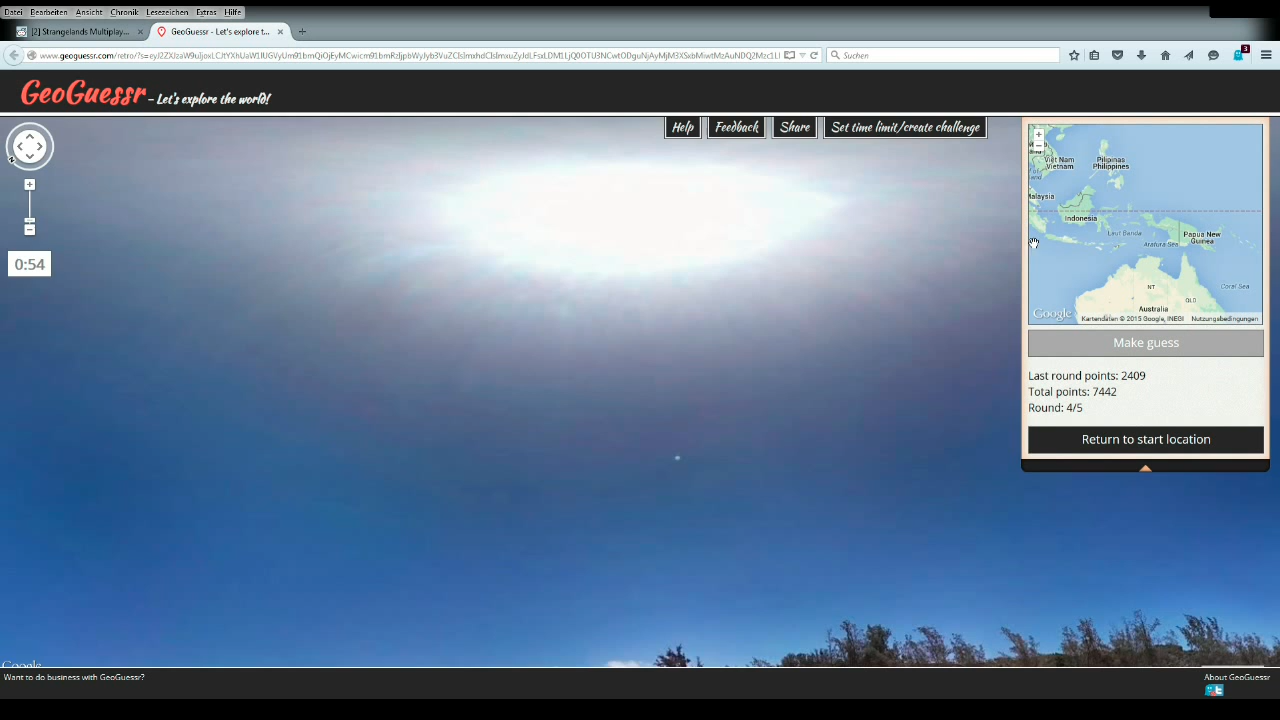 Datei Bearbeiten Ansicht Chronik Lesezeichen Extras Hilfe
[2] Strangelands Multiplay... × GeoGuessr - Let's explore t... × +
Suchen
3
GeoGuessr - Let's explore the world!
Help Feedback Share Set time limit/create challenge
0:54
+
−
Viet Nam
Vietnam
Pilipinas
Philippines
Malaysia
Indonesia
Laut Banda
Papua New
Guinea
Arafura Sea
NT
QLD
Coral Sea
Australia
Google
Kartendaten © 2015 Google, INEGI Nutzungsbedingungen
Make guess
Last round points: 2409
Total points: 7442
Round: 4/5
Return to start location
Google
Want to do business with GeoGuessr?
About GeoGuessr